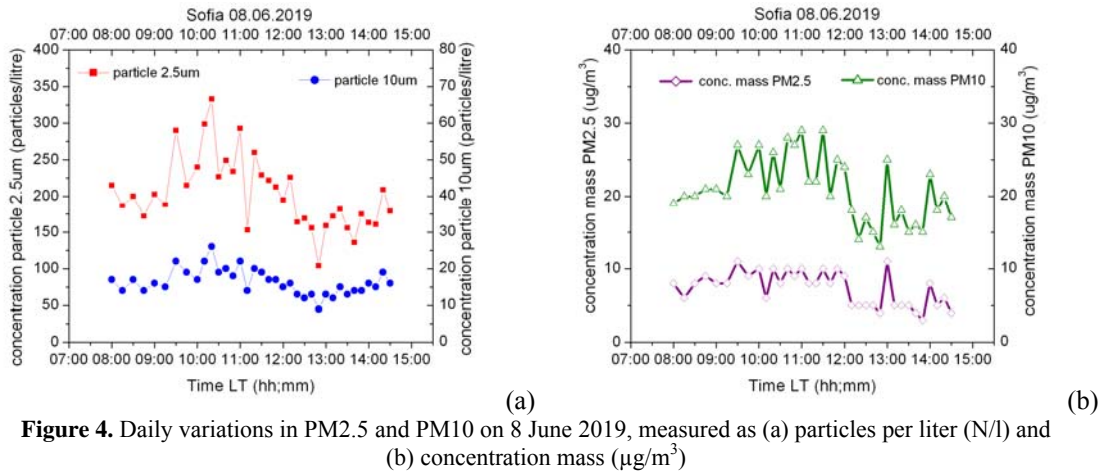 Sofia 08.06.2019
07:00 08:00 09:00 10:00 11:00 12:00 13:00 14:00 15:00
400
350
300
250
200
150
100
50
0
concentration particle 2.5um (particles/litre)
particle 2.5um
particle 10um
80
70
60
50
40
30
20
10
0
concentration particle 10um (particles/litre)
07:00 08:00 09:00 10:00 11:00 12:00 13:00 14:00 15:00
Time LT (hh;mm)
(a)
Sofia 08.06.2019
07:00 08:00 09:00 10:00 11:00 12:00 13:00 14:00 15:00
40
30
20
10
0
concentration mass PM2.5 (ug/m³)
conc. mass PM2.5
conc. mass PM10
40
30
20
10
0
concentration mass PM10 (ug/m³)
07:00 08:00 09:00 10:00 11:00 12:00 13:00 14:00 15:00
Time LT (hh;mm)
(b)
Figure 4. Daily variations in PM2.5 and PM10 on 8 June 2019, measured as (a) particles per liter (N/l) and
(b) concentration mass (µg/m³)